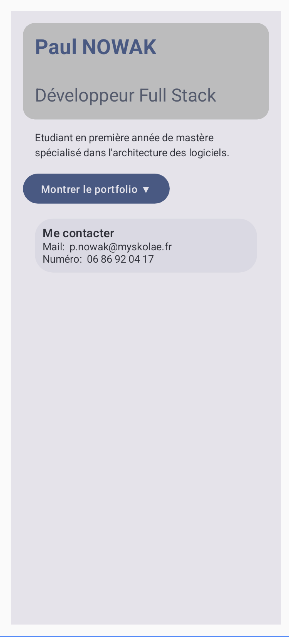 Paul NOWAK
Développeur Full Stack
Etudiant en première année de mastère
spécialisé dans l'architecture des logiciels.
Montrer le portfolio ▼
Me contacter
Mail: p.nowak@myskolae.fr
Numéro: 06 86 92 04 17